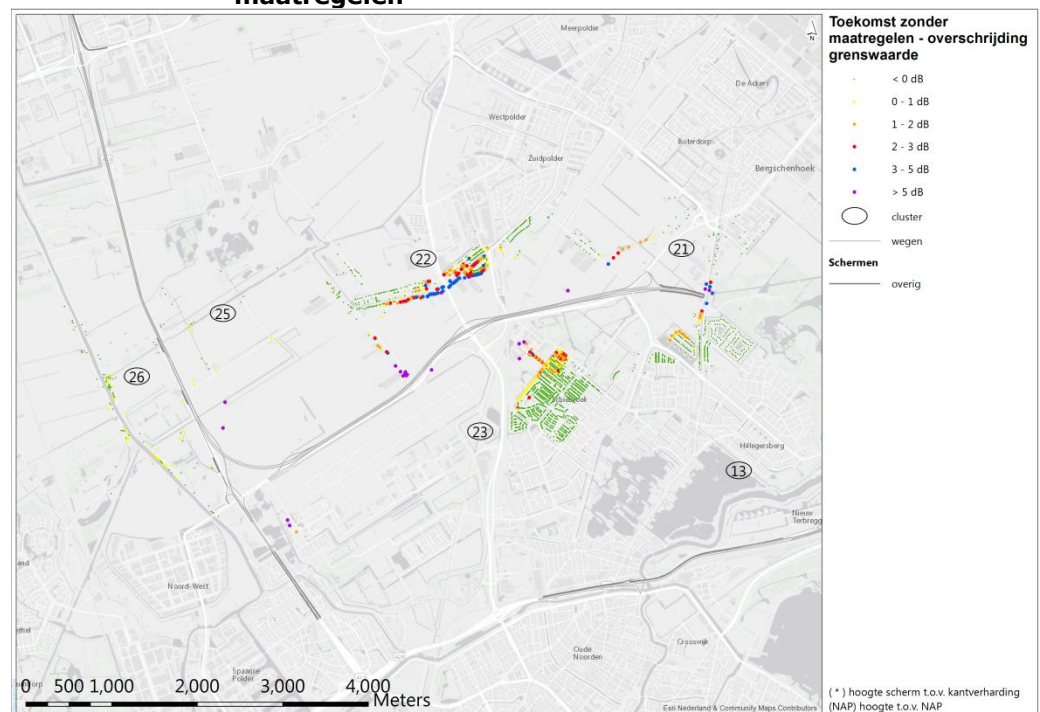 maatregelen
Meerpolder
N
De Akkers
Westpolder
Boterdorp
Zuidpolder
Bergschenhoek
21
22
25
26
23
13
Hillegersberg
Nieuw
Terbregg
Noord-West
Crooswijk
Oude
Noorden
Spaanse
Polder
0 500 1,000 2,000 3,000 4,000
Meters
Esri Nederland & Community Maps Contributors
Toekomst zonder
maatregelen - overschrijding
grenswaarde
< 0 dB
0 - 1 dB
1 - 2 dB
2 - 3 dB
3 - 5 dB
> 5 dB
cluster
wegen
Schermen
overig
( * ) hoogte scherm t.o.v. kantverharding
(NAP) hoogte t.o.v. NAP